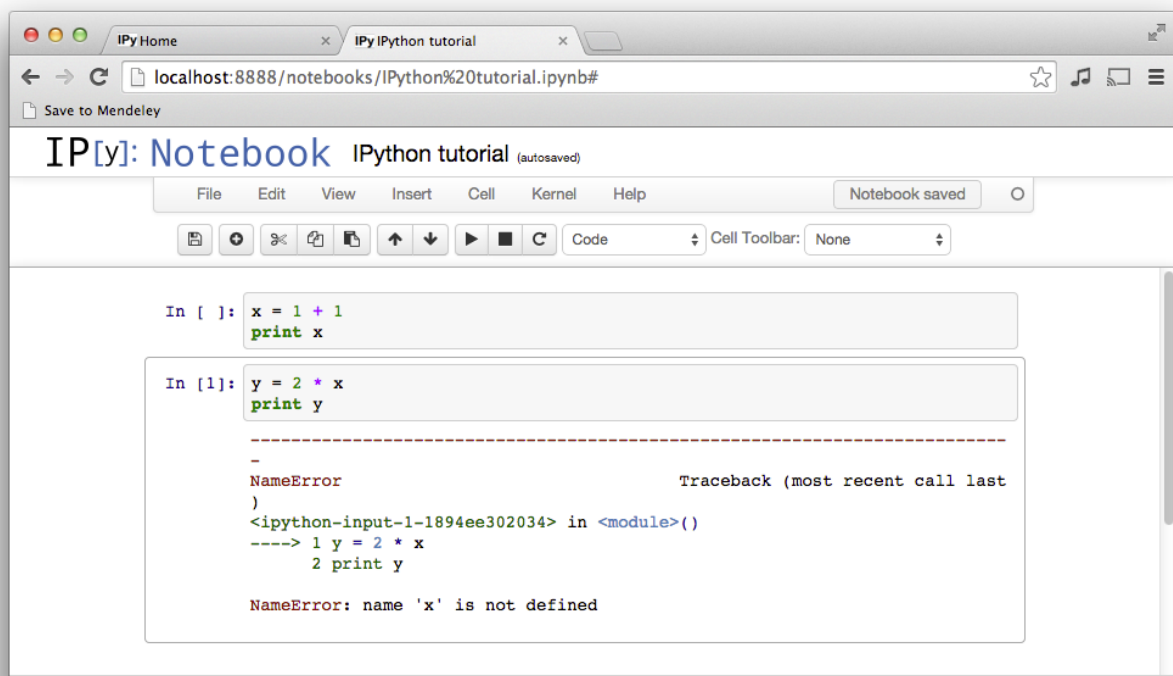 IPy Home × IPy IPython tutorial ×
localhost:8888/notebooks/IPython%20tutorial.ipynb#
Save to Mendeley
IP[y]: Notebook IPython tutorial (autosaved)
File Edit View Insert Cell Kernel Help Notebook saved
Code Cell Toolbar: None
In [ ]: x = 1 + 1
print x
In [1]: y = 2 * x
print y
---------------------------------------------------------------------------
-
NameError Traceback (most recent call last
)
<ipython-input-1-1894ee302034> in <module>()
----> 1 y = 2 * x
2 print y
NameError: name 'x' is not defined